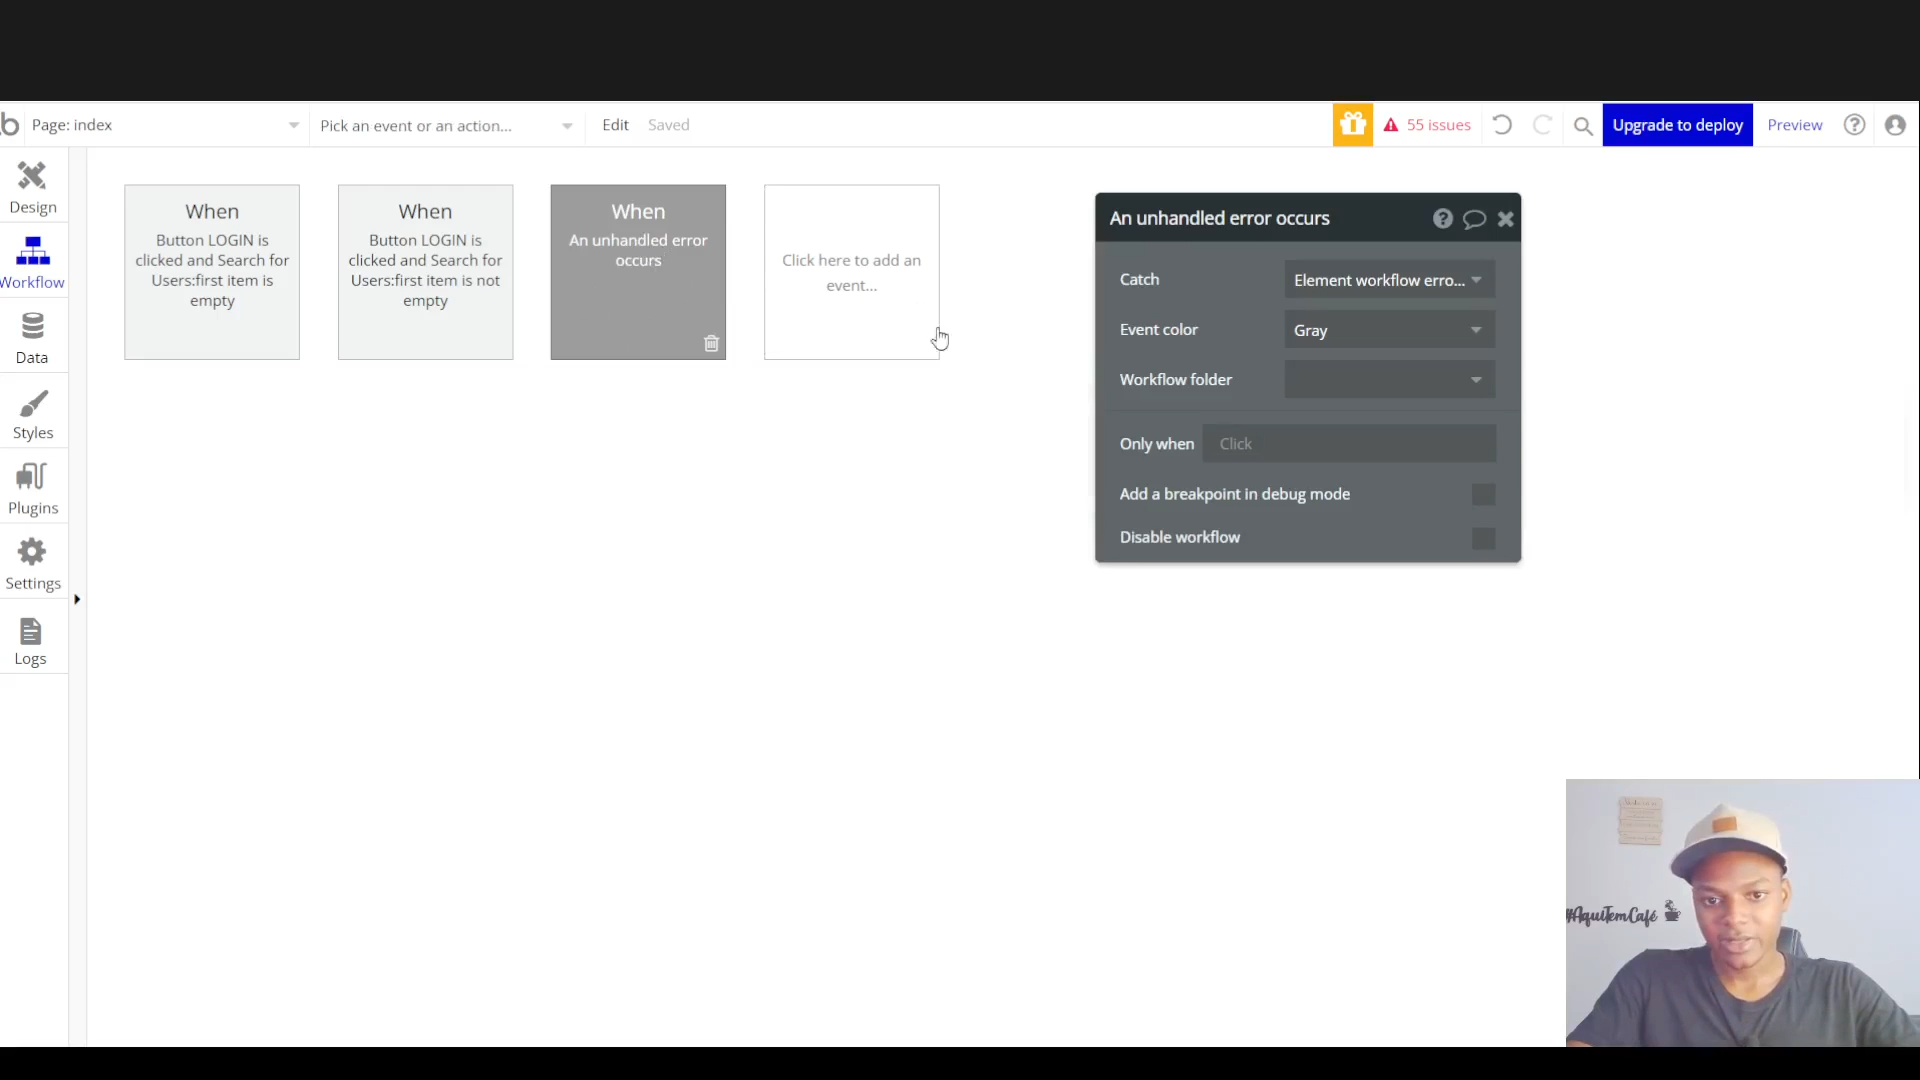 Page: index
Pick an event or an action...
Edit
Saved
55 issues
Upgrade to deploy
Preview
Design
Workflow
Data
Styles
Plugins
Settings
Logs
When
Button LOGIN is
clicked and Search for
Users:first item is
empty
When
Button LOGIN is
clicked and Search for
Users:first item is not
empty
When
An unhandled error
occurs
Click here to add an
event...
An unhandled error occurs
Catch
Element workflow erro...
Event color
Gray
Workflow folder
Only when
Click
Add a breakpoint in debug mode
Disable workflow
#AquiTemCafé